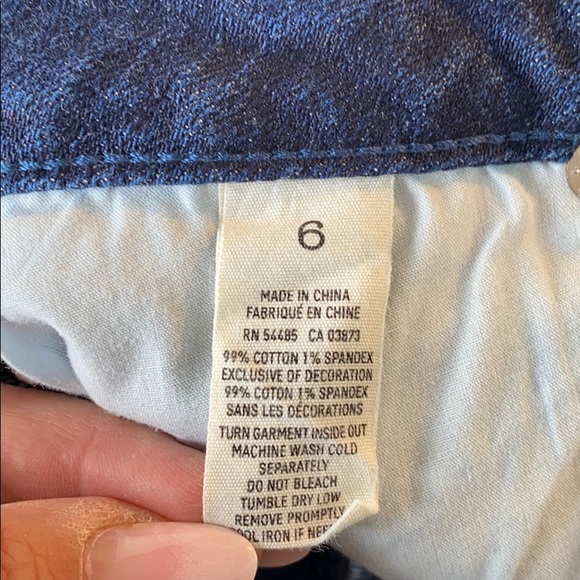 6
MADE IN CHINA
FABRIQUÉ EN CHINE
RN 54485 CA 03873
99% COTTON 1% SPANDEX
EXCLUSIVE OF DECORATION
99% COTON 1% SPANDEX
SANS LES DÉCORATIONS
TURN GARMENT INSIDE OUT
MACHINE WASH COLD
SEPARATELY
DO NOT BLEACH
TUMBLE DRY LOW
REMOVE PROMPTLY
IRON IF